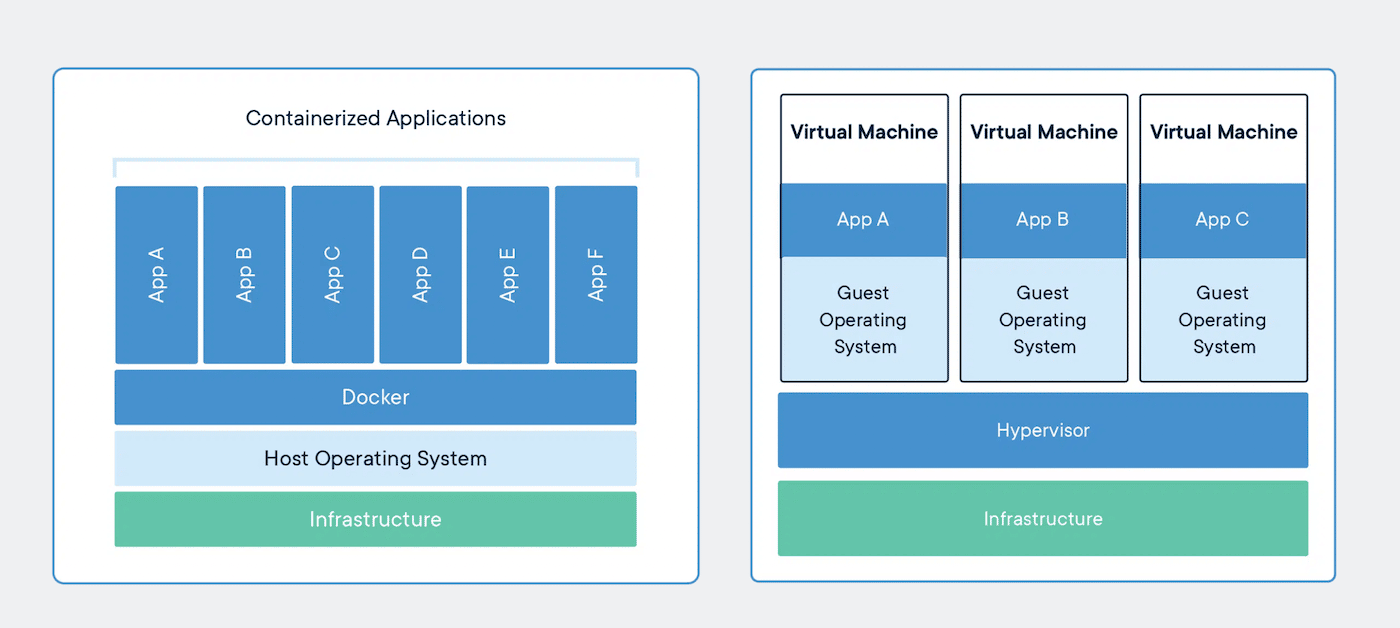 Containerized Applications
App A
App B
App C
App D
App E
App F
Docker
Host Operating System
Infrastructure
Virtual Machine
App A
Guest
Operating
System
Virtual Machine
App B
Guest
Operating
System
Virtual Machine
App C
Guest
Operating
System
Hypervisor
Infrastructure